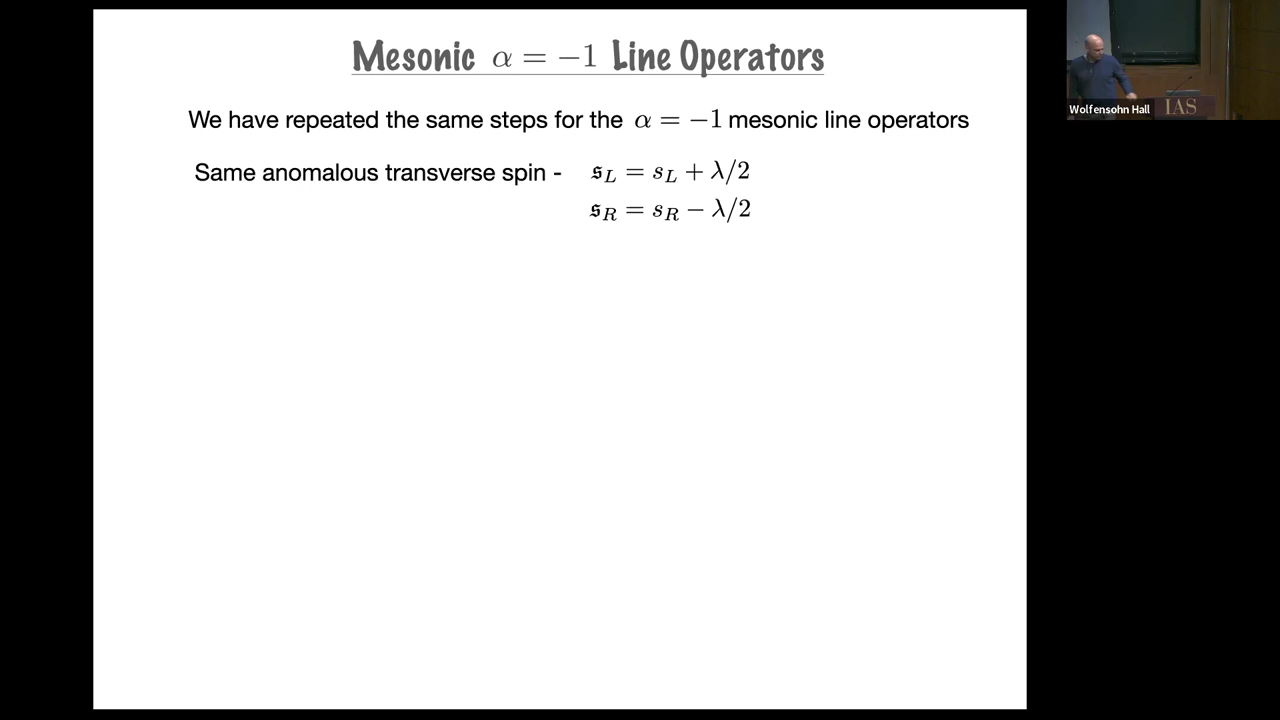 Mesonic α = −1 Line Operators
We have repeated the same steps for the α = −1 mesonic line operators
Same anomalous transverse spin - 𝔰_L = s_L + λ/2
𝔰_R = s_R − λ/2
Wolfensohn Hall
IAS